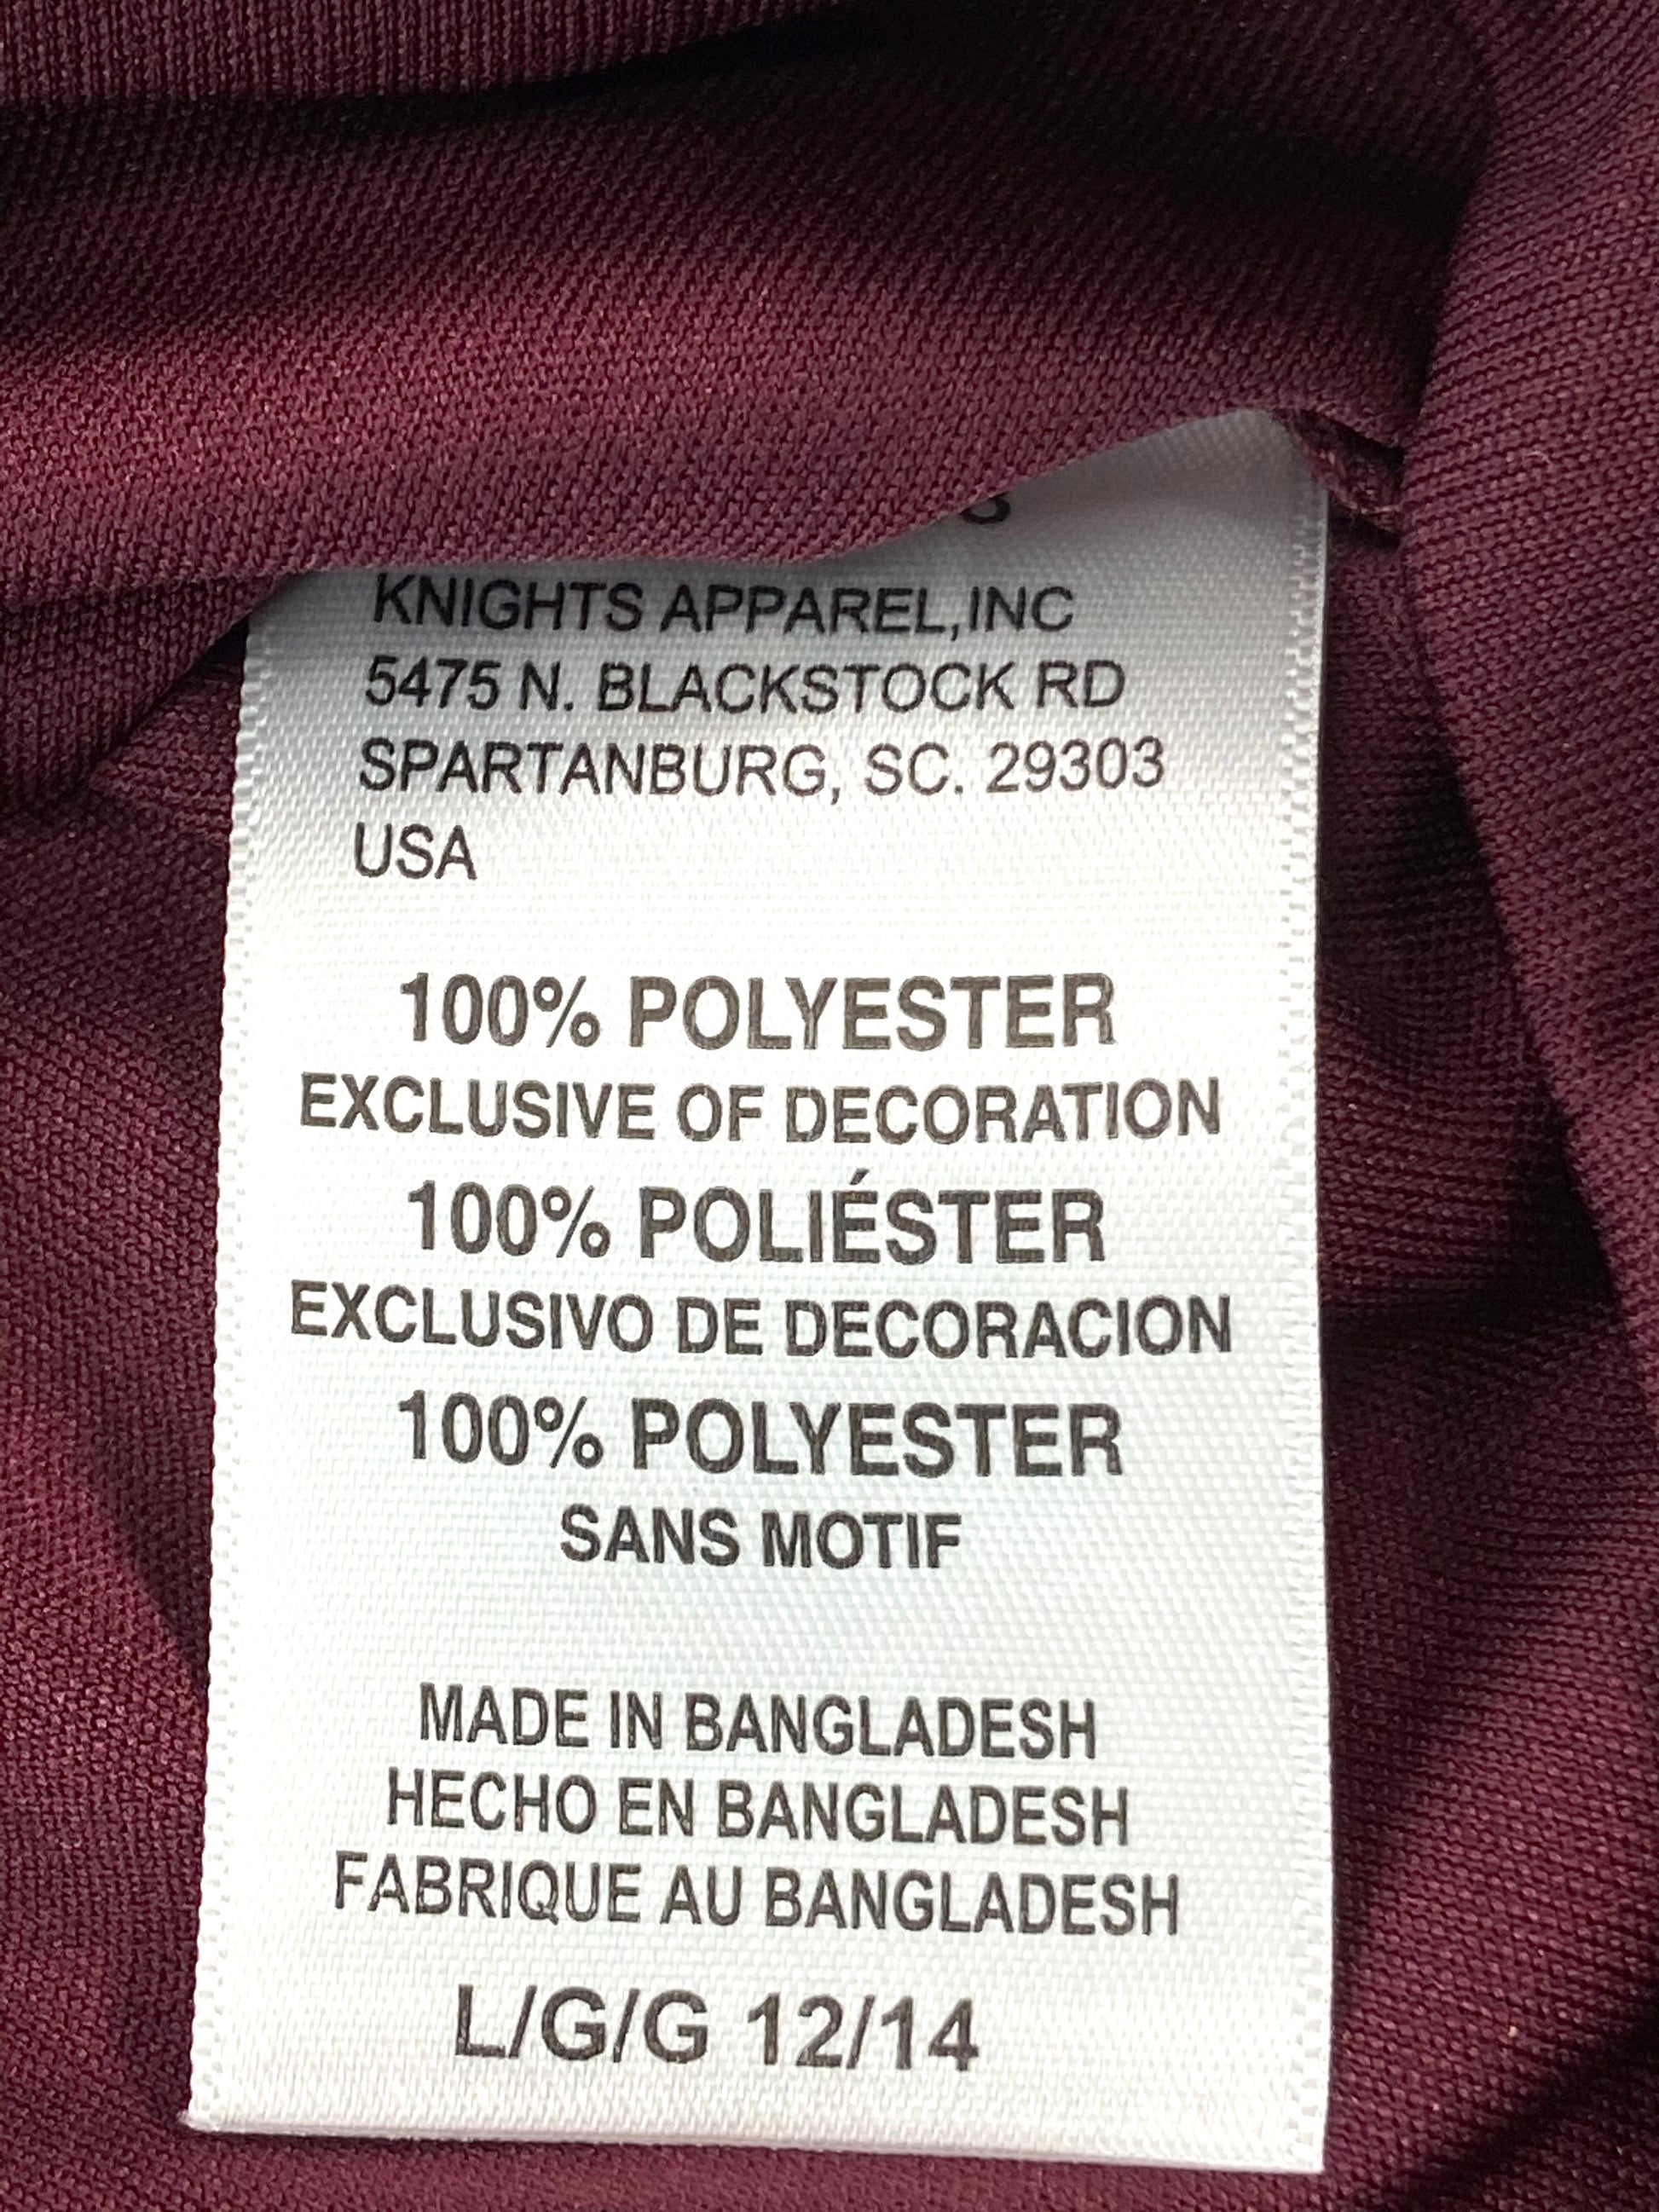 KNIGHTS APPAREL,INC
5475 N. BLACKSTOCK RD
SPARTANBURG, SC. 29303
USA
100% POLYESTER
EXCLUSIVE OF DECORATION
100% POLIÉSTER
EXCLUSIVO DE DECORACION
100% POLYESTER
SANS MOTIF
MADE IN BANGLADESH
HECHO EN BANGLADESH
FABRIQUE AU BANGLADESH
L/G/G 12/14